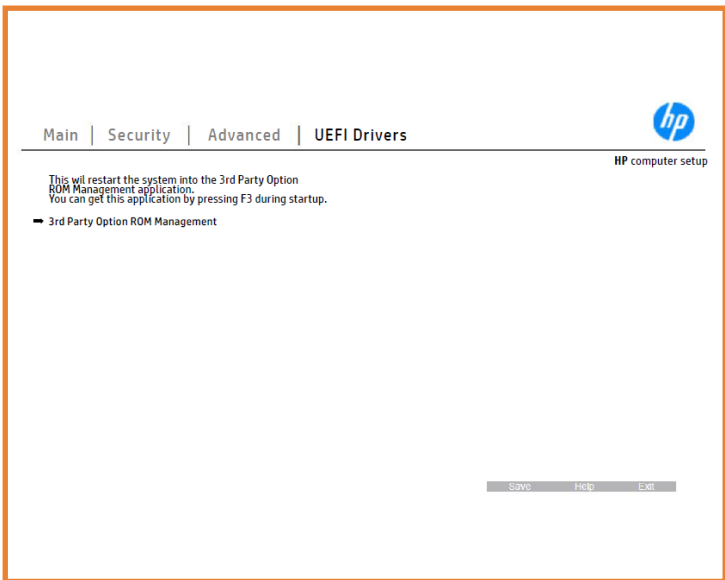 hp
Main | Security | Advanced | UEFI Drivers
HP computer setup
This wil restart the system into the 3rd Party Option
ROM Management application.
You can get this application by pressing F3 during startup.
3rd Party Option ROM Management
Save Help Exit